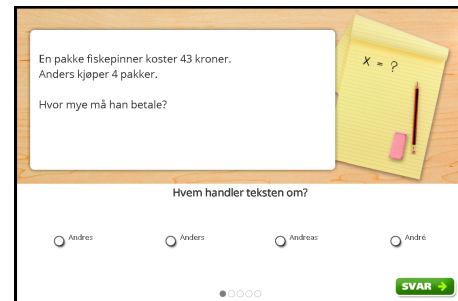 En pakke fiskepinner koster 43 kroner.
Anders kjøper 4 pakker.
Hvor mye må han betale?
x = ?
Hvem handler teksten om?
Andres
Anders
Andreas
André
SVAR